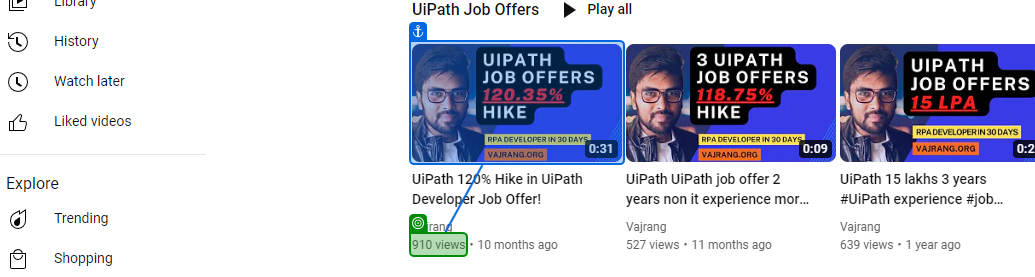 Library
History
Watch later
Liked videos
Explore
Trending
Shopping
UiPath Job Offers
Play all
UIPATH
JOB OFFERS
120.35%
HIKE
RPA DEVELOPER IN 30 DAYS
VAJRANG.ORG
0:31
UiPath 120% Hike in UiPath
Developer Job Offer!
910 views • 10 months ago
3 UIPATH
JOB OFFERS
118.75%
HIKE
RPA DEVELOPER IN 30 DAYS
VAJRANG.ORG
0:09
UiPath UiPath job offer 2
years non it experience mor...
Vajrang
527 views • 11 months ago
UIPATH
JOB OFFERS
15 LPA
RPA DEVELOPER IN 30 DAYS
VAJRANG.ORG
UiPath 15 lakhs 3 years
#UiPath experience #job...
Vajrang
639 views • 1 year ago